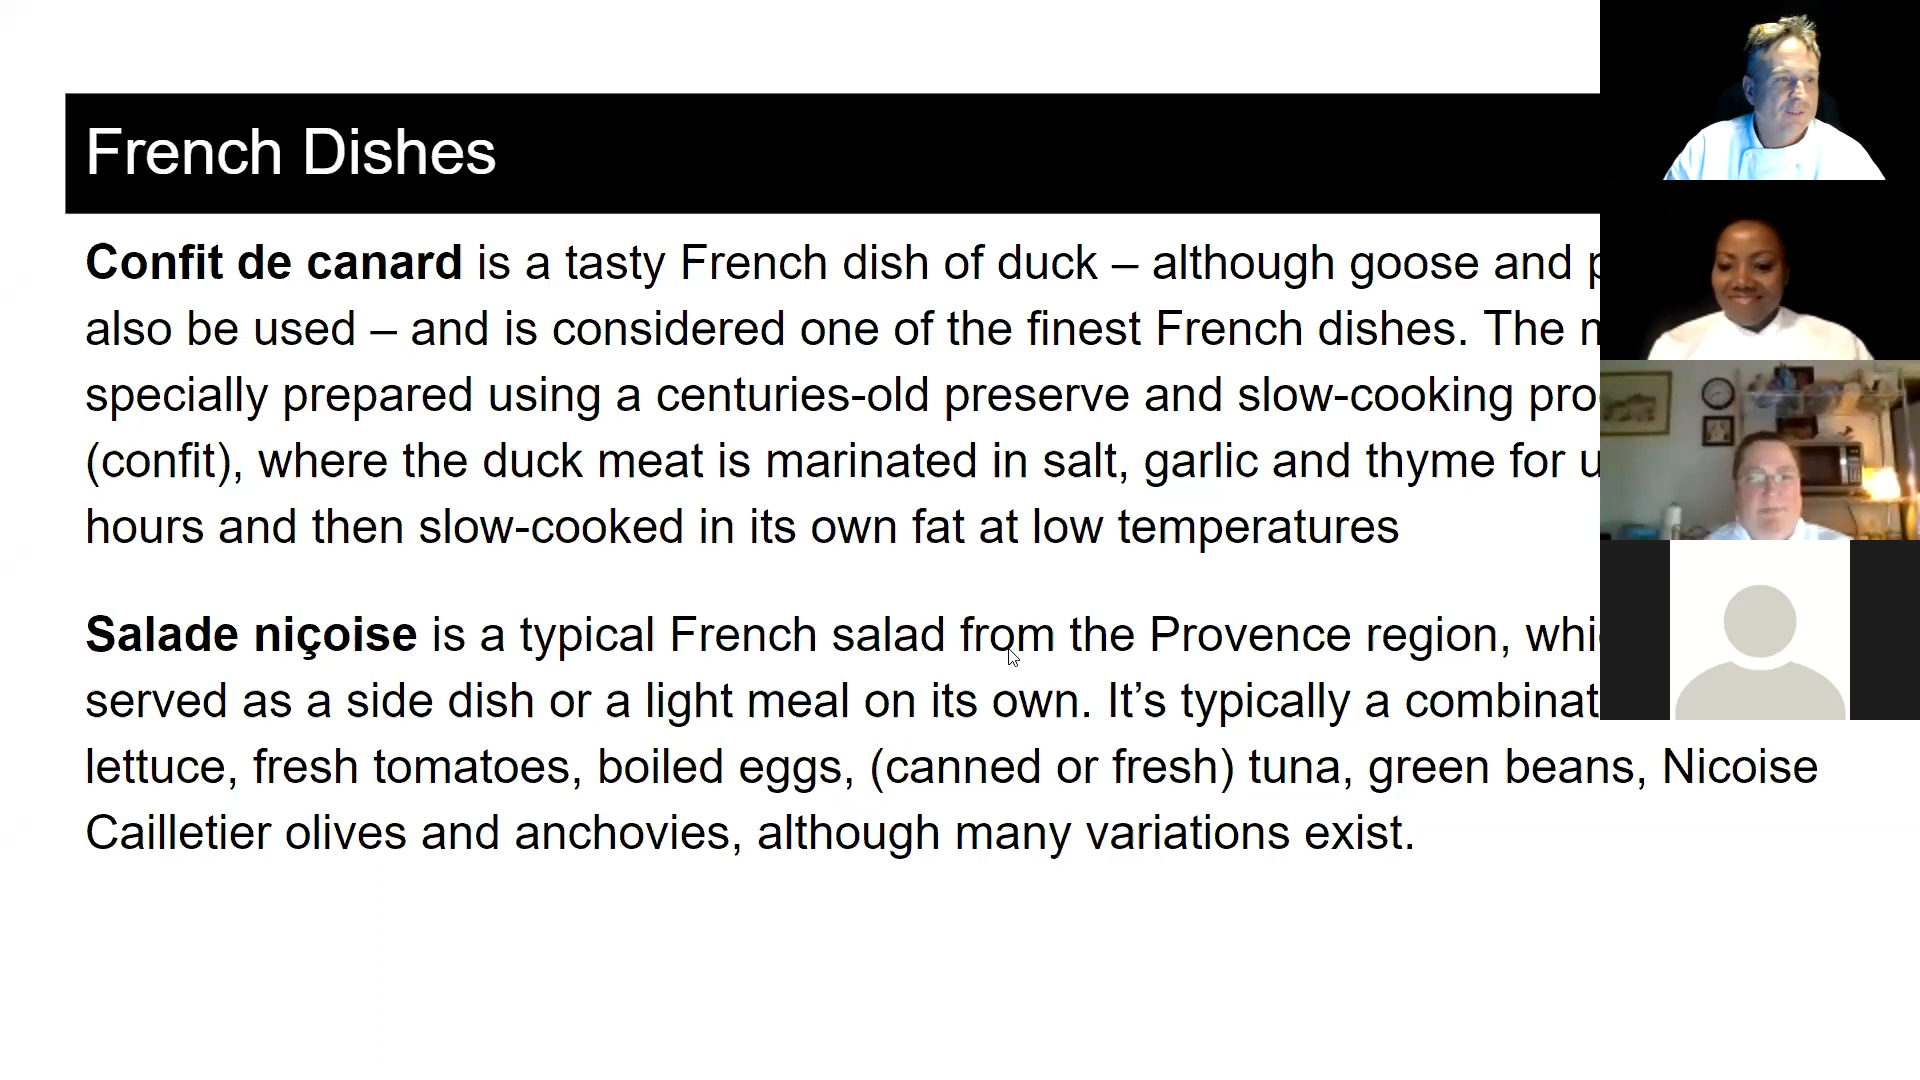 French Dishes
Confit de canard is a tasty French dish of duck – although goose and
also be used – and is considered one of the finest French dishes. The
specially prepared using a centuries-old preserve and slow-cooking
(confit), where the duck meat is marinated in salt, garlic and thyme for
hours and then slow-cooked in its own fat at low temperatures
Salade niçoise is a typical French salad from the Provence region,
served as a side dish or a light meal on its own. It’s typically a
lettuce, fresh tomatoes, boiled eggs, (canned or fresh) tuna, green beans, Nicoise
Cailletier olives and anchovies, although many variations exist.